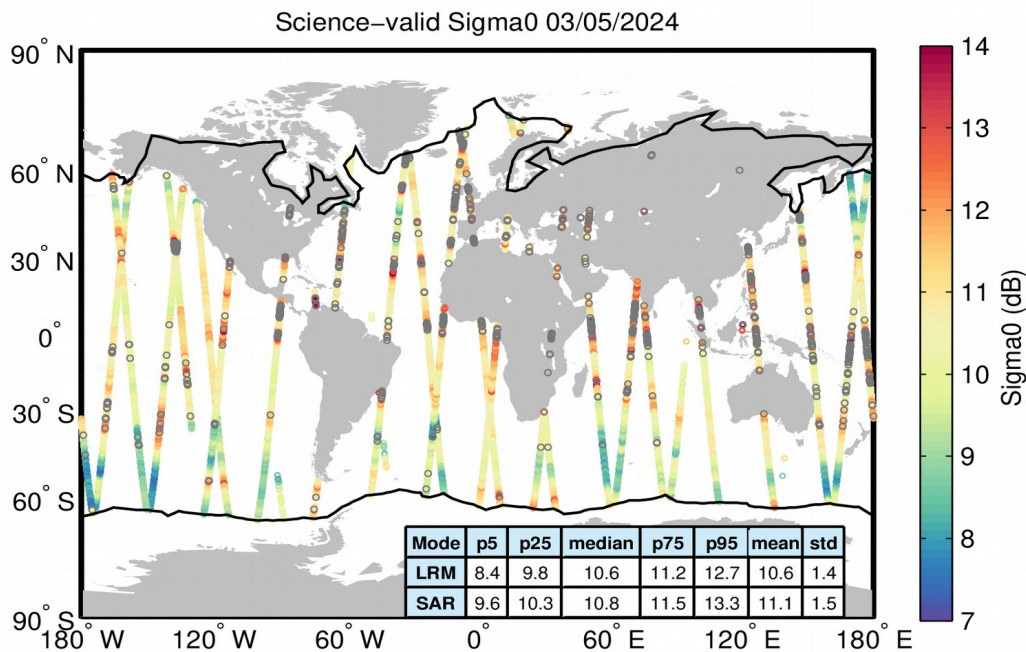 Science−valid Sigma0 03/05/2024
90° N
60° N
30° N
0°
30° S
60° S
90° S
180° W
120° W
60° W
0°
60° E
120° E
180° E
14
13
12
11
10
9
8
7
Sigma0 (dB)
Mode p5 p25 median p75 p95 mean std
LRM 8.4 9.8 10.6 11.2 12.7 10.6 1.4
SAR 9.6 10.3 10.8 11.5 13.3 11.1 1.5